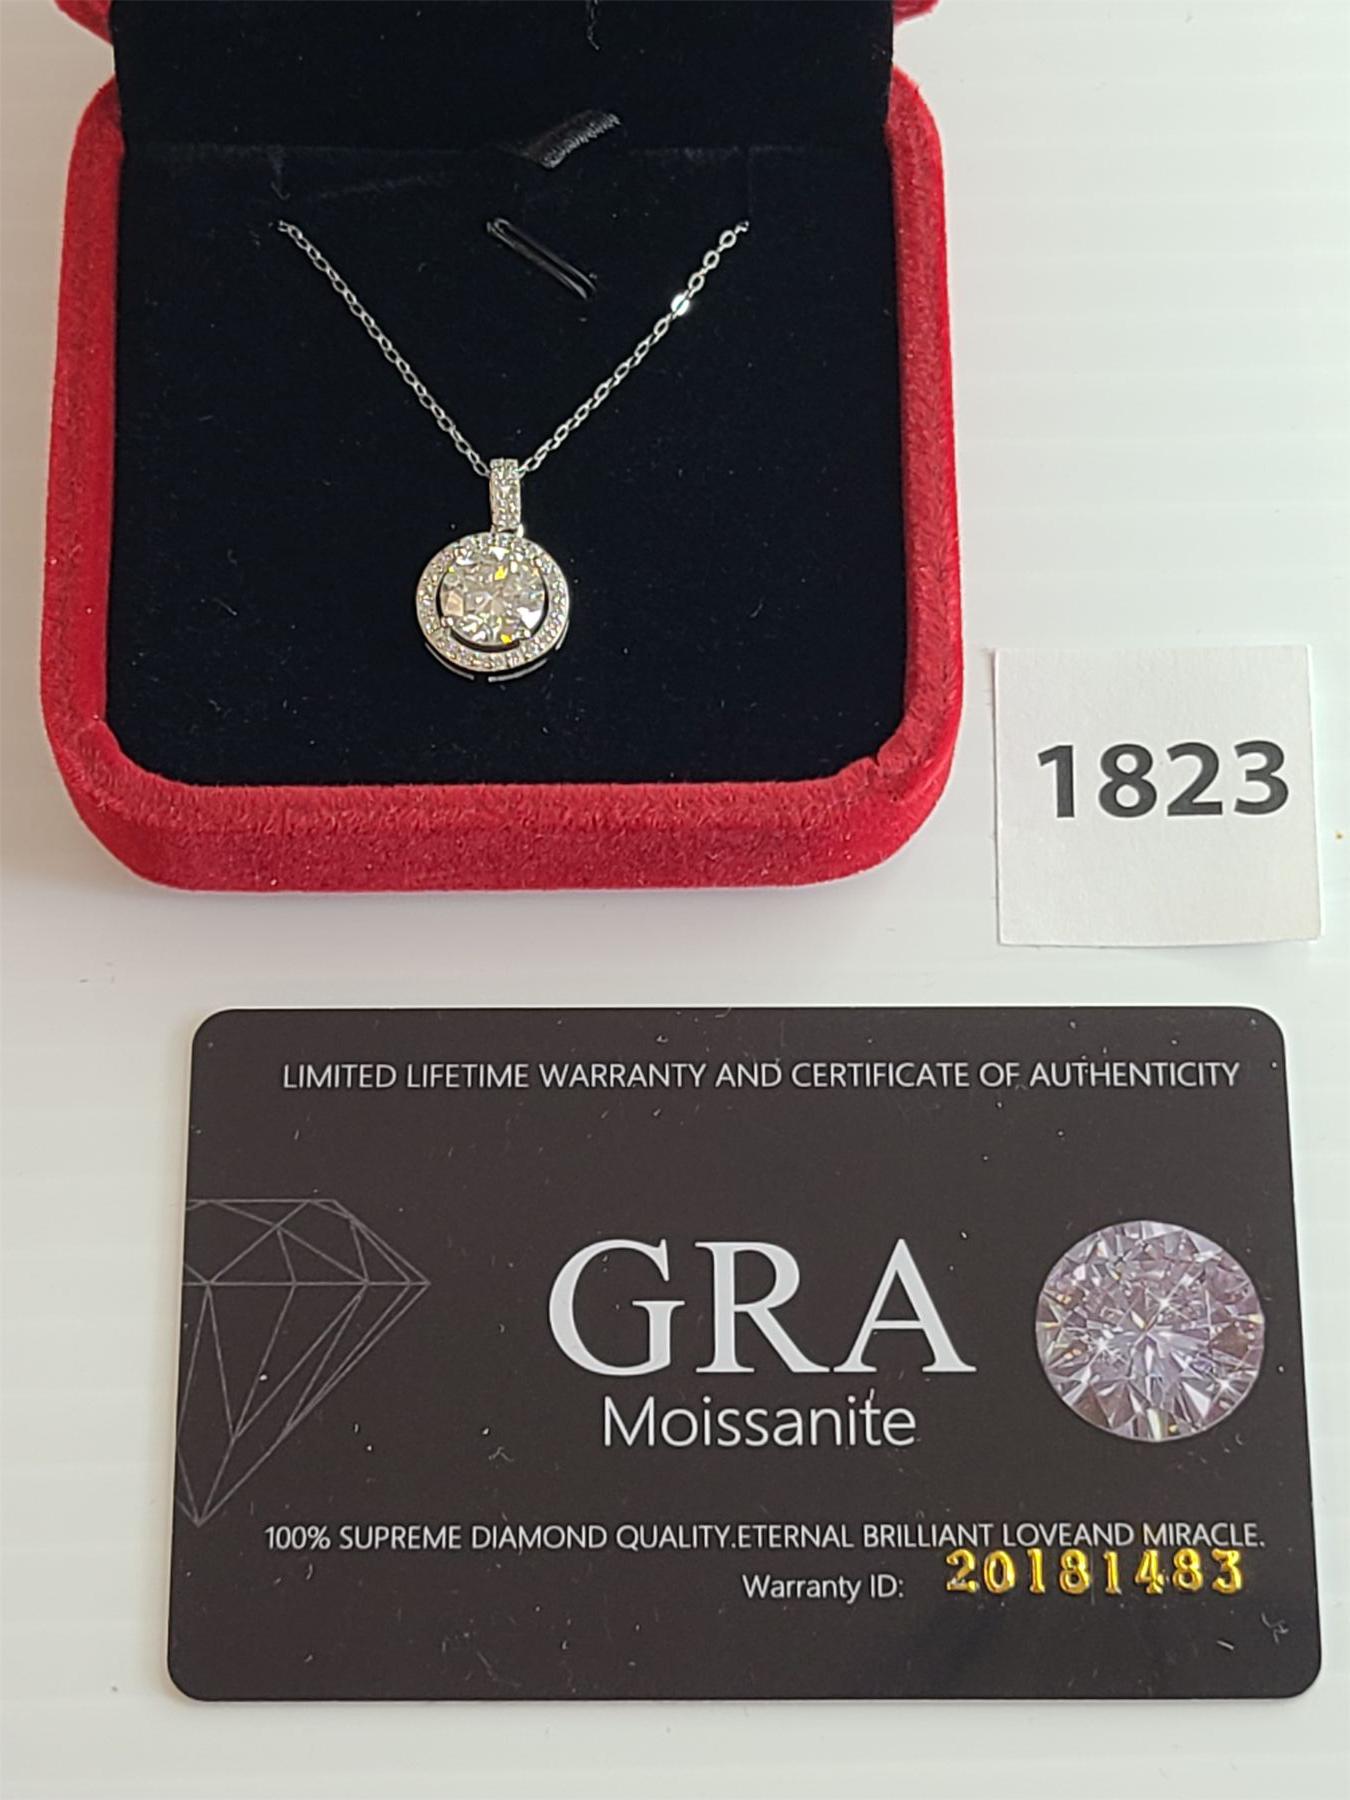 1823
LIMITED LIFETIME WARRANTY AND CERTIFICATE OF AUTHENTICITY
GRA
Moissanite
100% SUPREME DIAMOND QUALITY.ETERNAL BRILLIANT LOVEAND MIRACLE.
Warranty ID: 20181483